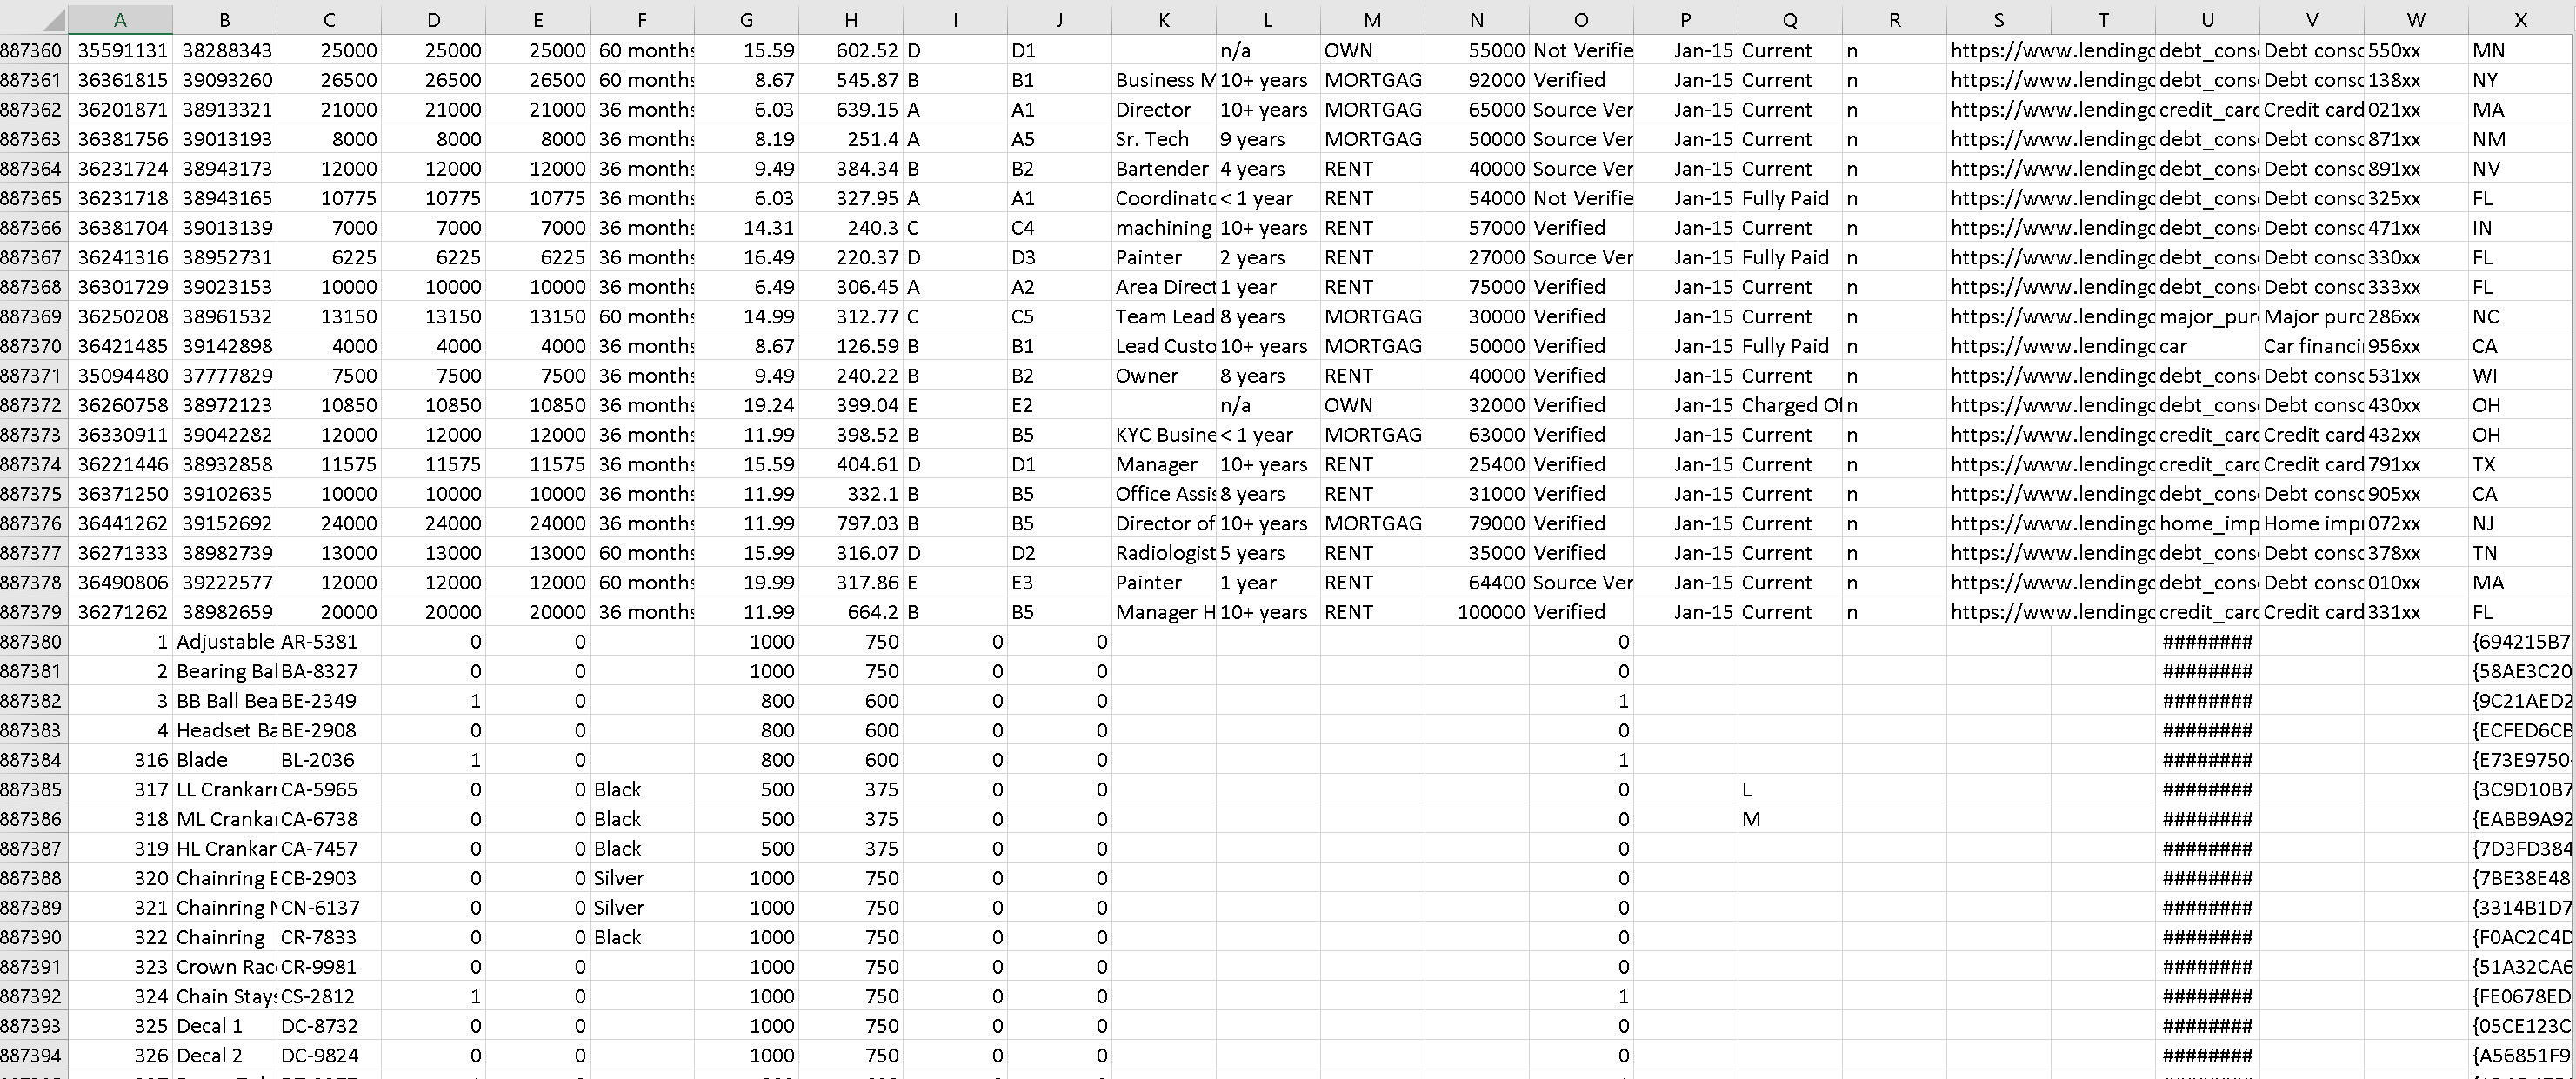 A B C D E F G H I J K L M N O P Q R S T U V W X
887360 35591131 38288343 25000 25000 25000 60 months 15.59 602.52 D D1 n/a OWN 55000 Not Verifie Jan-15 Current n https://www.lendingc debt_cons Debt consc 550xx MN
887361 36361815 39093260 26500 26500 26500 60 months 8.67 545.87 B B1 Business M 10+ years MORTGAG 92000 Verified Jan-15 Current n https://www.lendingc debt_cons Debt consc 138xx NY
887362 36201871 38913321 21000 21000 21000 36 months 6.03 639.15 A A1 Director 10+ years MORTGAG 65000 Source Ver Jan-15 Current n https://www.lendingc credit_carc Credit card 021xx MA
887363 36381756 39013193 8000 8000 8000 36 months 8.19 251.4 A A5 Sr. Tech 9 years MORTGAG 50000 Source Ver Jan-15 Current n https://www.lendingc debt_cons Debt consc 871xx NM
887364 36231724 38943173 12000 12000 12000 36 months 9.49 384.34 B B2 Bartender 4 years RENT 40000 Source Ver Jan-15 Current n https://www.lendingc debt_cons Debt consc 891xx NV
887365 36231718 38943165 10775 10775 10775 36 months 6.03 327.95 A A1 Coordinatc < 1 year RENT 54000 Not Verifie Jan-15 Fully Paid n https://www.lendingc debt_cons Debt consc 325xx FL
887366 36381704 39013139 7000 7000 7000 36 months 14.31 240.3 C C4 machining 10+ years RENT 57000 Verified Jan-15 Current n https://www.lendingc debt_cons Debt consc 471xx IN
887367 36241316 38952731 6225 6225 6225 36 months 16.49 220.37 D D3 Painter 2 years RENT 27000 Source Ver Jan-15 Fully Paid n https://www.lendingc debt_cons Debt consc 330xx FL
887368 36301729 39023153 10000 10000 10000 36 months 6.49 306.45 A A2 Area Direct 1 year RENT 75000 Verified Jan-15 Current n https://www.lendingc debt_cons Debt consc 333xx FL
887369 36250208 38961532 13150 13150 13150 60 months 14.99 312.77 C C5 Team Lead 8 years MORTGAG 30000 Verified Jan-15 Current n https://www.lendingc major_pur Major purc 286xx NC
887370 36421485 39142898 4000 4000 4000 36 months 8.67 126.59 B B1 Lead Custo 10+ years MORTGAG 50000 Verified Jan-15 Fully Paid n https://www.lendingc car Car financi 956xx CA
887371 35094480 37777829 7500 7500 7500 36 months 9.49 240.22 B B2 Owner 8 years RENT 40000 Verified Jan-15 Current n https://www.lendingc debt_cons Debt consc 531xx WI
887372 36260758 38972123 10850 10850 10850 36 months 19.24 399.04 E E2 n/a OWN 32000 Verified Jan-15 Charged Of n https://www.lendingc debt_cons Debt consc 430xx OH
887373 36330911 39042282 12000 12000 12000 36 months 11.99 398.52 B B5 KYC Busine < 1 year MORTGAG 63000 Verified Jan-15 Current n https://www.lendingc credit_carc Credit card 432xx OH
887374 36221446 38932858 11575 11575 11575 36 months 15.59 404.61 D D1 Manager 10+ years RENT 25400 Verified Jan-15 Current n https://www.lendingc credit_carc Credit card 791xx TX
887375 36371250 39102635 10000 10000 10000 36 months 11.99 332.1 B B5 Office Assis 8 years RENT 31000 Verified Jan-15 Current n https://www.lendingc debt_cons Debt consc 905xx CA
887376 36441262 39152692 24000 24000 24000 36 months 11.99 797.03 B B5 Director of 10+ years MORTGAG 79000 Verified Jan-15 Current n https://www.lendingc home_imp Home impr 072xx NJ
887377 36271333 38982739 13000 13000 13000 60 months 15.99 316.07 D D2 Radiologist 5 years RENT 35000 Verified Jan-15 Current n https://www.lendingc debt_cons Debt consc 378xx TN
887378 36490806 39222577 12000 12000 12000 60 months 19.99 317.86 E E3 Painter 1 year RENT 64400 Source Ver Jan-15 Current n https://www.lendingc debt_cons Debt consc 010xx MA
887379 36271262 38982659 20000 20000 20000 36 months 11.99 664.2 B B5 Manager H 10+ years RENT 100000 Verified Jan-15 Current n https://www.lendingc credit_carc Credit card 331xx FL
887380 1 Adjustable AR-5381 0 0 1000 750 0 0 0 ######## {694215B7
887381 2 Bearing Bal BA-8327 0 0 1000 750 0 0 0 ######## {58AE3C20
887382 3 BB Ball Bea BE-2349 1 0 800 600 0 0 1 ######## {9C21AED2
887383 4 Headset Ba BE-2908 0 0 800 600 0 0 0 ######## {ECFED6CB
887384 316 Blade BL-2036 1 0 800 600 0 0 1 ######## {E73E9750
887385 317 LL Crankarr CA-5965 0 0 Black 500 375 0 0 0 L ######## {3C9D10B7
887386 318 ML Cranka CA-6738 0 0 Black 500 375 0 0 0 M ######## {EABB9A92
887387 319 HL Crankar CA-7457 0 0 Black 500 375 0 0 0 ######## {7D3FD384
887388 320 Chainring E CB-2903 0 0 Silver 1000 750 0 0 0 ######## {7BE38E48
887389 321 Chainring N CN-6137 0 0 Silver 1000 750 0 0 0 ######## {3314B1D7
887390 322 Chainring CR-7833 0 0 Black 1000 750 0 0 0 ######## {F0AC2C4D
887391 323 Crown Rac CR-9981 0 0 1000 750 0 0 0 ######## {51A32CA6
887392 324 Chain Stays CS-2812 1 0 1000 750 0 0 1 ######## {FE0678ED
887393 325 Decal 1 DC-8732 0 0 1000 750 0 0 0 ######## {05CE123C
887394 326 Decal 2 DC-9824 0 0 1000 750 0 0 0 ######## {A56851F9